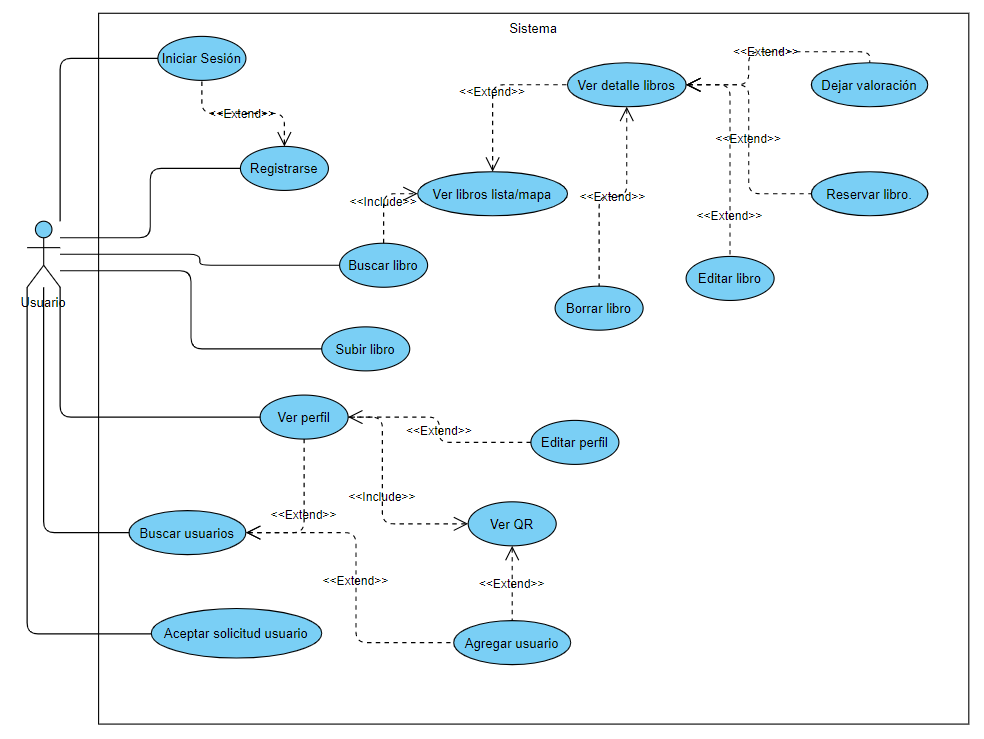 Sistema
Iniciar Sesión
<<Extend>>
Ver detalle libros
Dejar valoración
<<Extend>>
<<Extend>>
<<Extend>>
Registrarse
Ver libros lista/mapa
<<Include>>
<<Extend>>
Reservar libro.
<<Extend>>
Buscar libro
Editar libro
Usuario
Borrar libro
Subir libro
Ver perfil
<<Extend>>
Editar perfil
<<Include>>
<<Extend>>
Ver QR
Buscar usuarios
<<Extend>>
<<Extend>>
Aceptar solicitud usuario
Agregar usuario